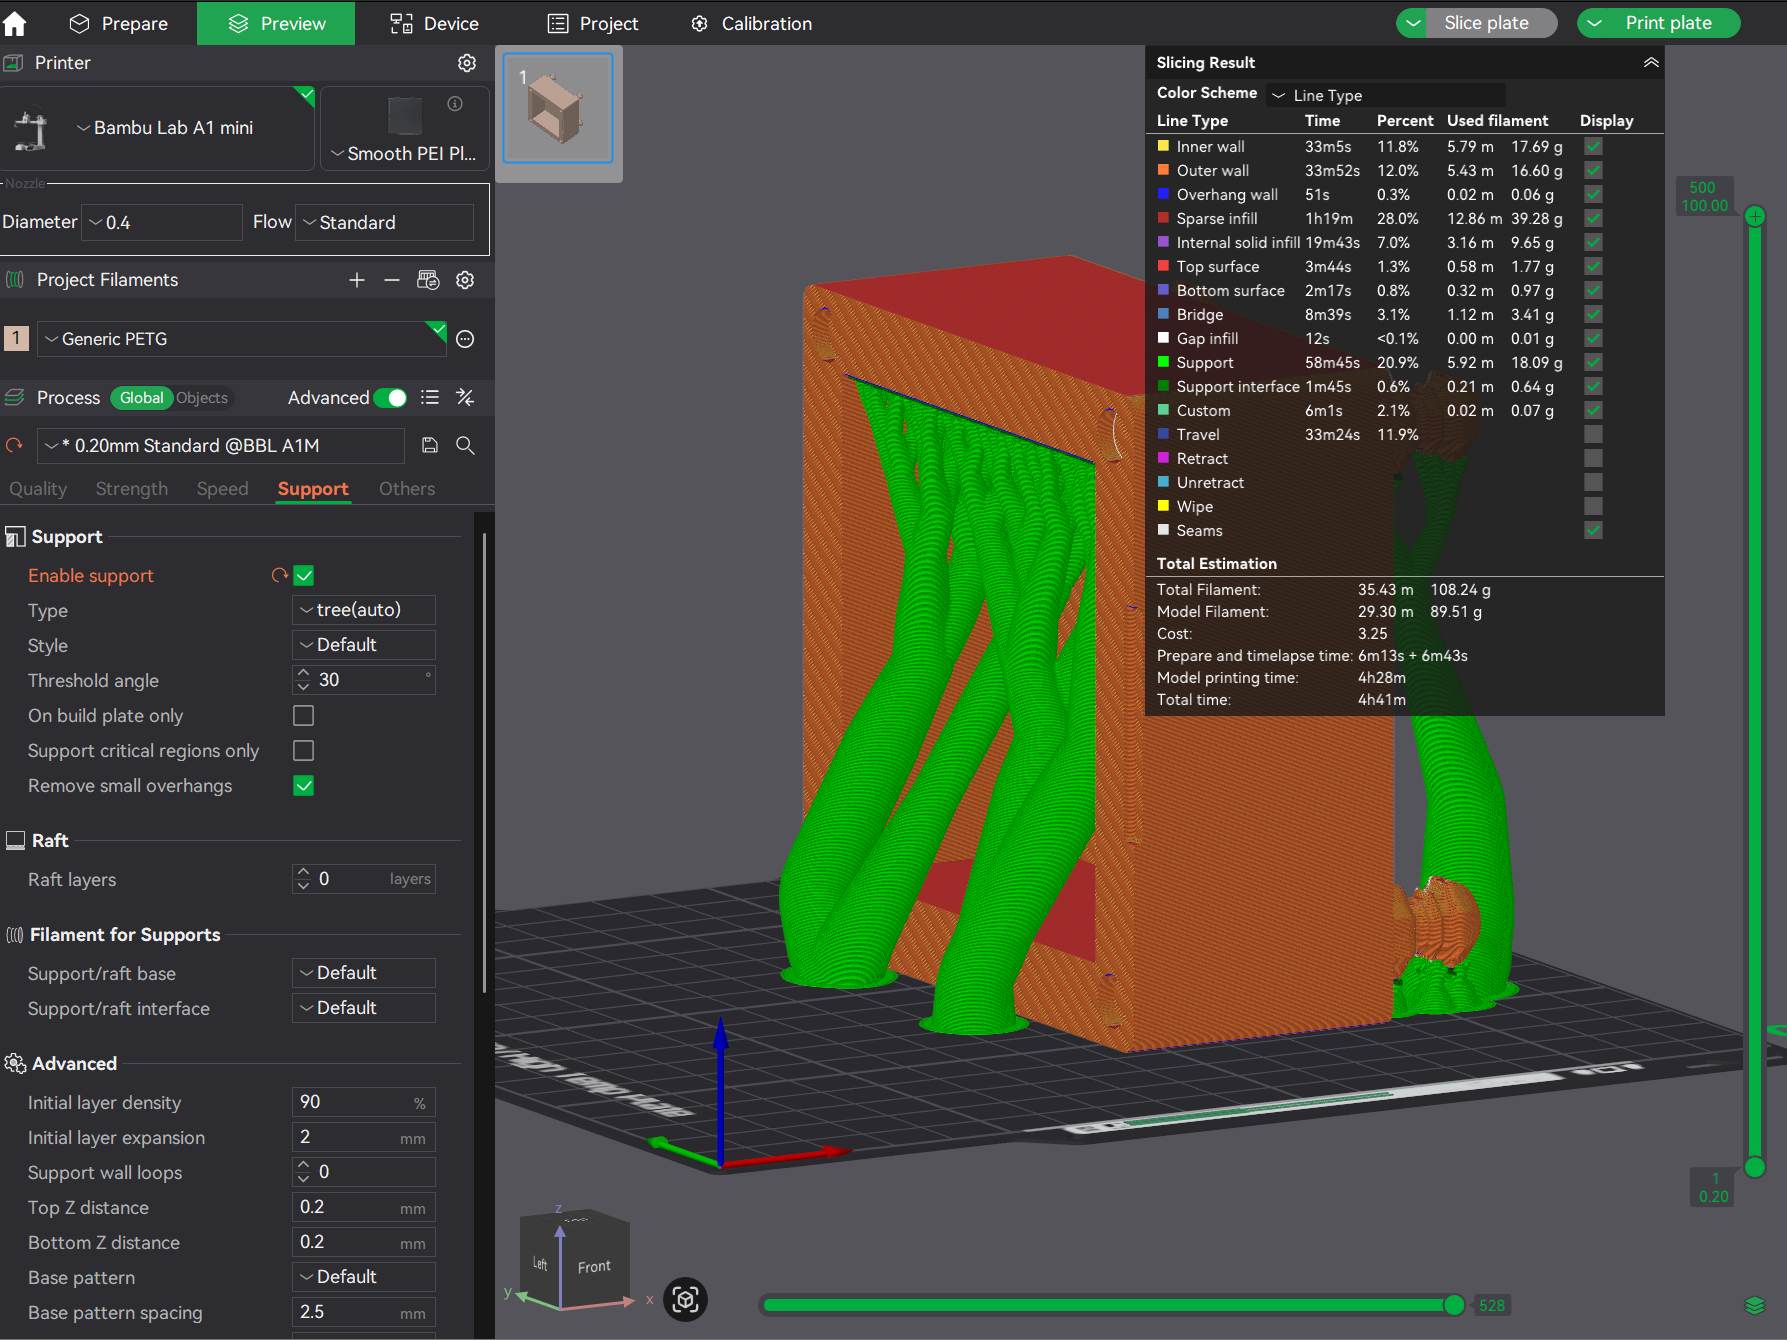 Prepare
Preview
Device
Project
Calibration
Slice plate
Print plate
Printer
Bambu Lab A1 mini
Smooth PEI Pl...
Nozzle
Diameter 0.4 Flow Standard
Project Filaments
1 Generic PETG
Process Global Objects Advanced
* 0.20mm Standard @BBL A1M
Quality Strength Speed Support Others
Support
Enable support
Type tree(auto)
Style Default
Threshold angle 30 °
On build plate only
Support critical regions only
Remove small overhangs
Raft
Raft layers 0 layers
Filament for Supports
Support/raft base Default
Support/raft interface Default
Advanced
Initial layer density 90 %
Initial layer expansion 2 mm
Support wall loops 0
Top Z distance 0.2 mm
Bottom Z distance 0.2 mm
Base pattern Default
Base pattern spacing 2.5 mm
1
Slicing Result
Color Scheme Line Type
Line Type Time Percent Used filament Display
Inner wall 33m5s 11.8% 5.79 m 17.69 g
Outer wall 33m52s 12.0% 5.43 m 16.60 g
Overhang wall 51s 0.3% 0.02 m 0.06 g
Sparse infill 1h19m 28.0% 12.86 m 39.28 g
Internal solid infill 19m43s 7.0% 3.16 m 9.65 g
Top surface 3m44s 1.3% 0.58 m 1.77 g
Bottom surface 2m17s 0.8% 0.32 m 0.97 g
Bridge 8m39s 3.1% 1.12 m 3.41 g
Gap infill 12s <0.1% 0.00 m 0.01 g
Support 58m45s 20.9% 5.92 m 18.09 g
Support interface 1m45s 0.6% 0.21 m 0.64 g
Custom 6m1s 2.1% 0.02 m 0.07 g
Travel 33m24s 11.9%
Retract
Unretract
Wipe
Seams
Total Estimation
Total Filament: 35.43 m 108.24 g
Model Filament: 29.30 m 89.51 g
Cost: 3.25
Prepare and timelapse time: 6m13s + 6m43s
Model printing time: 4h28m
Total time: 4h41m
500
100.00
1
0.20
z
Left
Front
y
x
528